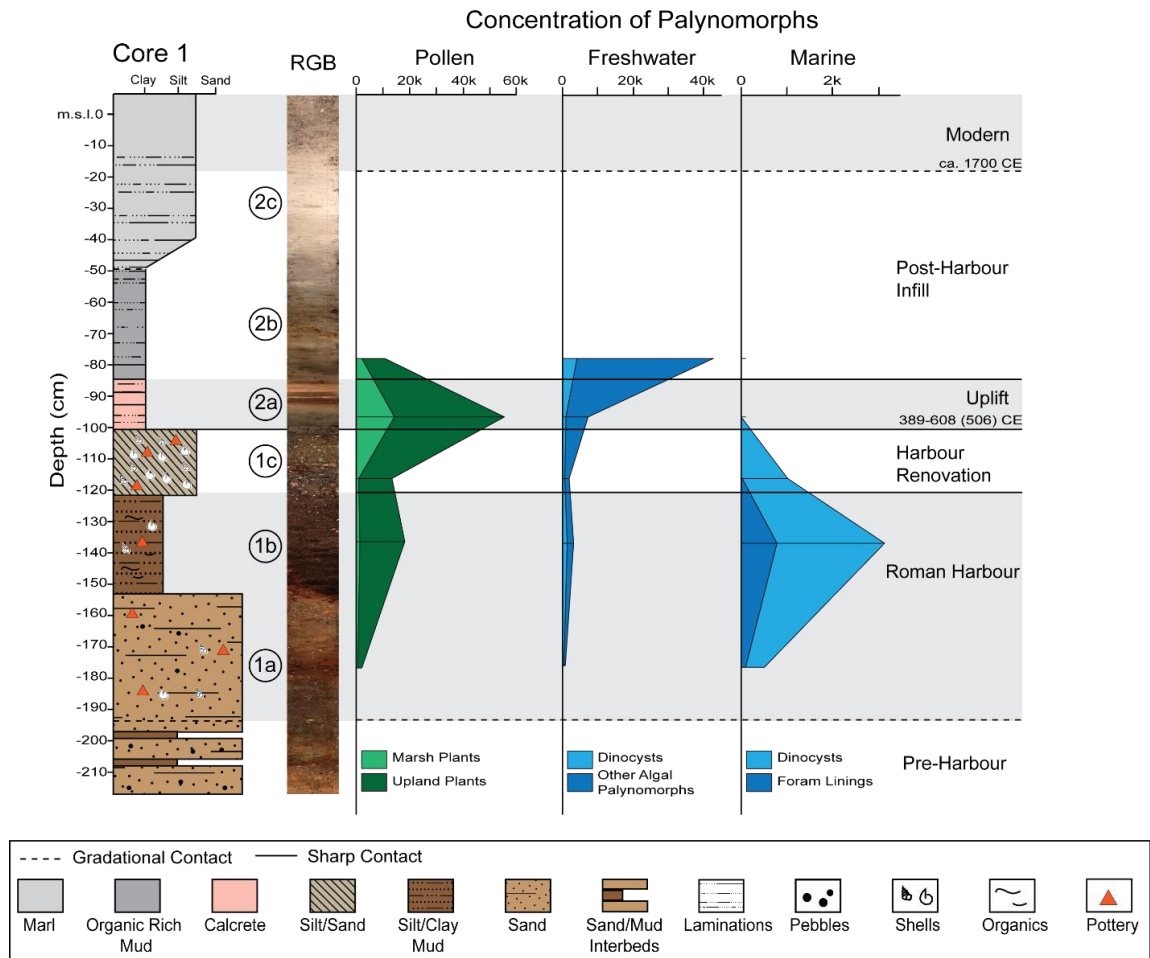 Concentration of Palynomorphs
Core 1
RGB
Pollen
Freshwater
Marine
Clay Silt Sand
0 20k 40k 60k
0 20k 40k
0 2k
m.s.l.0
-10
-20
-30
-40
-50
-60
-70
-80
-90
-100
-110
-120
-130
-140
-150
-160
-170
-180
-190
-200
-210
Depth (cm)
2c
2b
2a
1c
1b
1a
Modern
ca. 1700 CE
Post-Harbour
Infill
Uplift
389-608 (506) CE
Harbour
Renovation
Roman Harbour
Pre-Harbour
Marsh Plants
Upland Plants
Dinocysts
Other Algal
Palynomorphs
Dinocysts
Foram Linings
Gradational Contact
Sharp Contact
Marl
Organic Rich
Mud
Calcrete
Silt/Sand
Silt/Clay
Mud
Sand
Sand/Mud
Interbeds
Laminations
Pebbles
Shells
Organics
Pottery